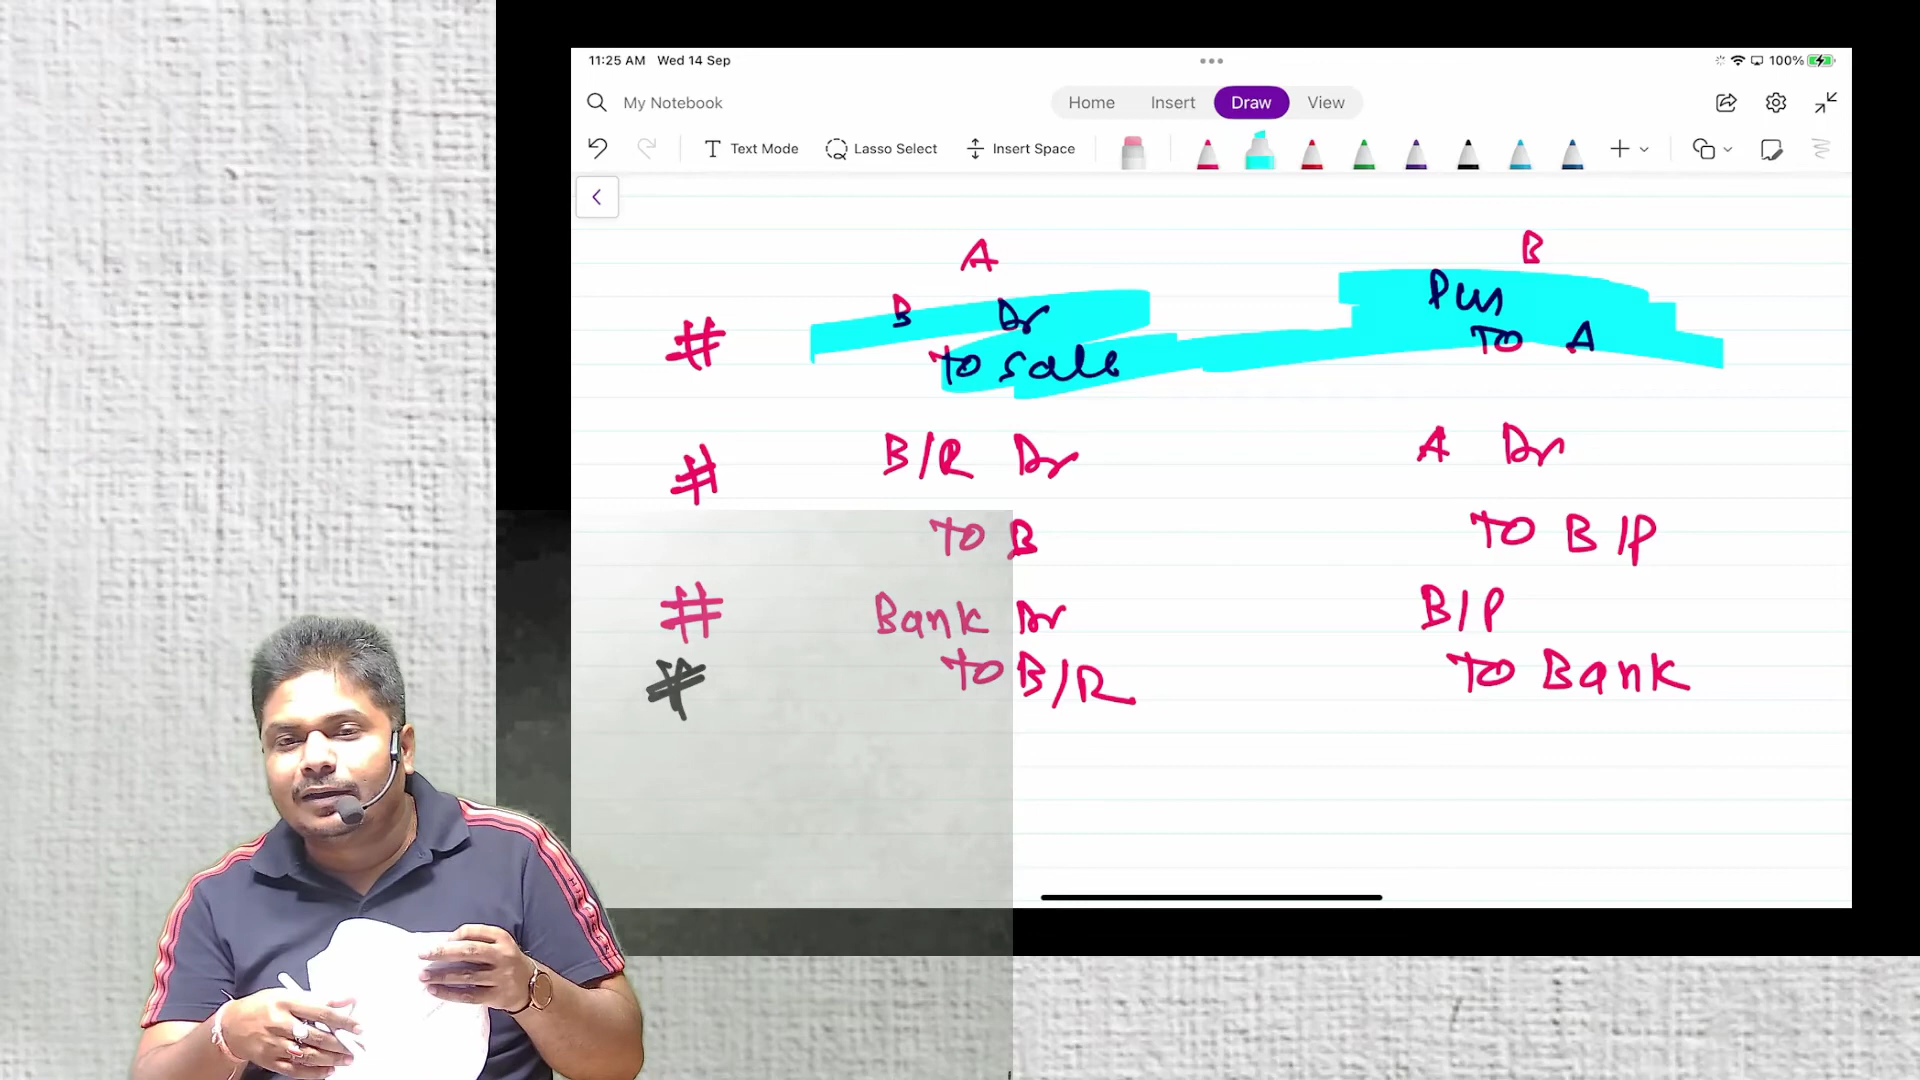 11:25 AM Wed 14 Sep
100%
My Notebook
Home Insert Draw View
Text Mode Lasso Select Insert Space
A B
# B Dr Pur
To Sale To A
# B/R Dr A Dr
To B To B/P
# Bank Dr B/P
To B/R To Bank
#